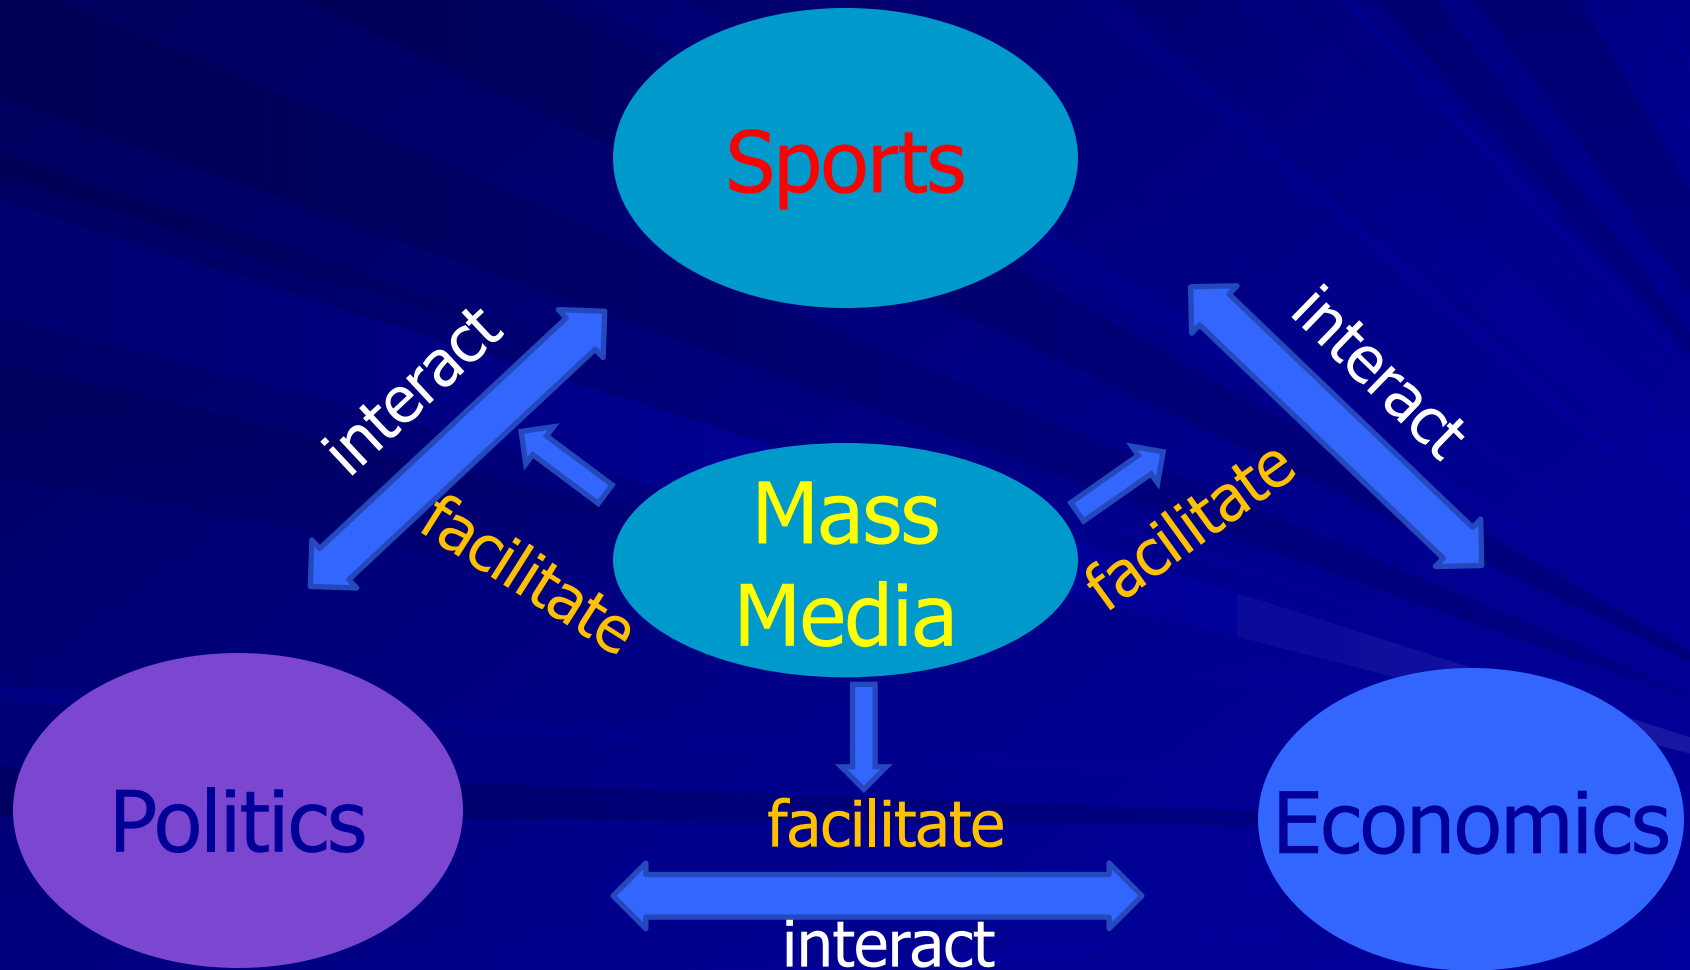 Sports
interact
interact
Mass
Media
facilitate
facilitate
Politics
facilitate
Economics
interact